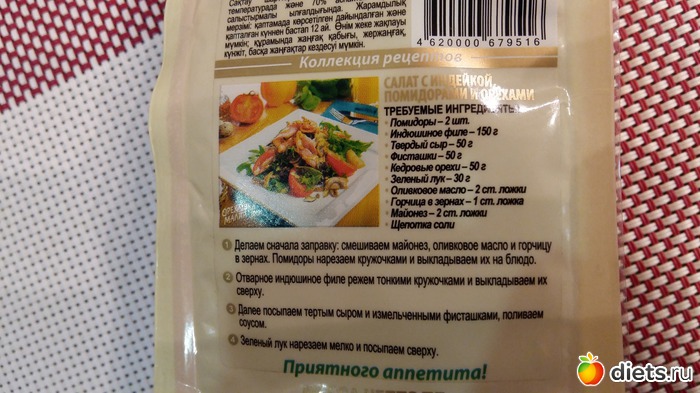 температурада және 70%
салыстырмалы ылғалдығында. Жарамдылық
мерзімі: қаптамада көрсетілген дайындалған және
қапталған күннен бастап 12 ай. Өнім жеке жақпауы
мүмкін; құрамында жаңғақ қабығы, жержаңғақ,
күнжіт, басқа жаңғақтар кездесуі мүмкін.
4 620000 679516
Коллекция рецептов
САЛАТ С ИНДЕЙКОЙ,
ПОМИДОРАМИ И ОРЕХАМИ
ТРЕБУЕМЫЕ ИНГРЕДИЕНТЫ:
• Помидоры – 2 шт.
• Индюшиное филе – 150 г
• Твердый сыр – 50 г
• Фисташки – 50 г
• Кедровые орехи – 50 г
• Зеленый лук – 30 г
• Оливковое масло – 2 ст. ложки
• Горчица в зернах – 1 ст. ложка
• Майонез – 2 ст. ложки
• Щепотка соли
1 Делаем сначала заправку: смешиваем майонез, оливковое масло и горчицу
в зернах. Помидоры нарезаем кружочками и выкладываем их на блюдо.
2 Отварное индюшиное филе режем тонкими кружочками и выкладываем их
сверху.
3 Далее посыпаем тертым сыром и измельченными фисташками, поливаем
соусом.
4 Зеленый лук нарезаем мелко и посыпаем сверху.
Приятного аппетита!
diets.ru